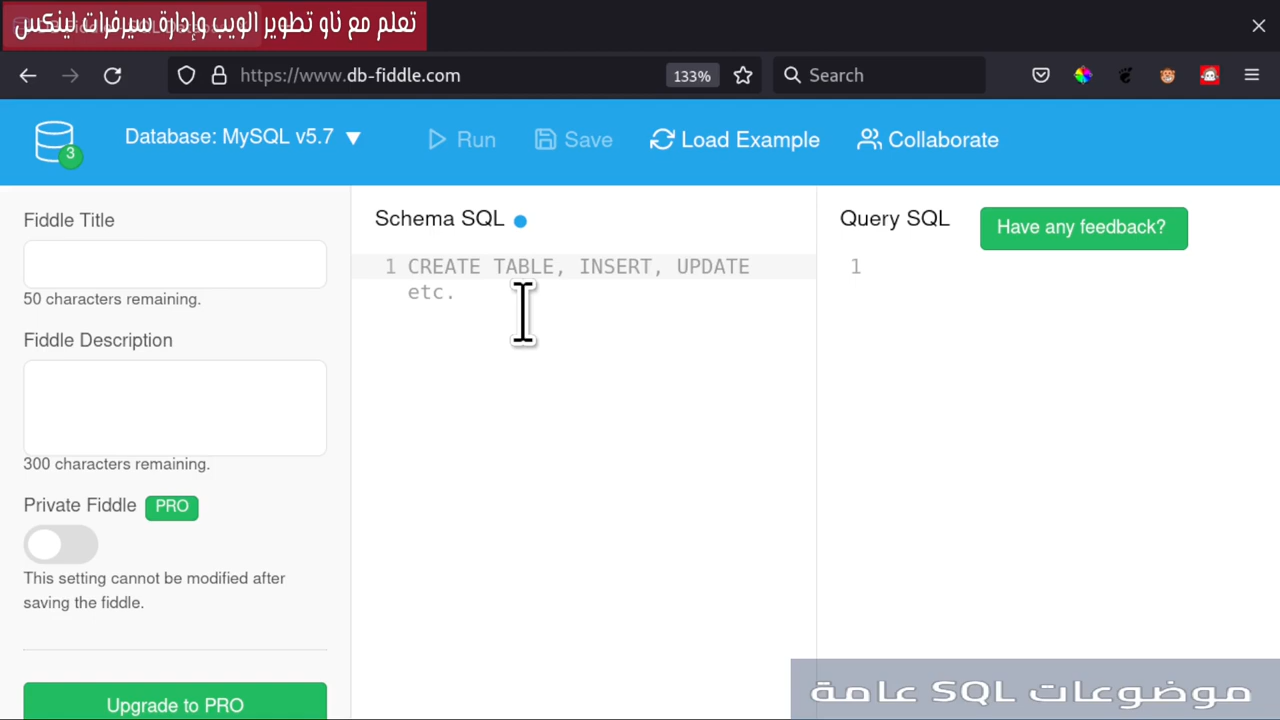 تعلم مع ناو تطوير الويب وإدارة سيرفرات لينكس
https://www.db-fiddle.com
133%
Search
3
Database: MySQL v5.7
Run
Save
Load Example
Collaborate
Fiddle Title
50 characters remaining.
Fiddle Description
300 characters remaining.
Private Fiddle PRO
This setting cannot be modified after
saving the fiddle.
Upgrade to PRO
Schema SQL
1 CREATE TABLE, INSERT, UPDATE
etc.
Query SQL
Have any feedback?
1
موضوعات SQL عامة